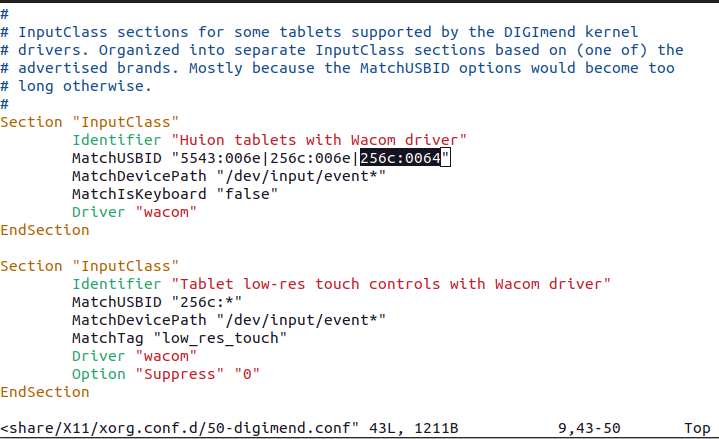 #
# InputClass sections for some tablets supported by the DIGImend kernel
# drivers. Organized into separate InputClass sections based on (one of) the
# advertised brands. Mostly because the MatchUSBID options would become too
# long otherwise.
#
Section "InputClass"
        Identifier "Huion tablets with Wacom driver"
        MatchUSBID "5543:006e|256c:006e|256c:0064"
        MatchDevicePath "/dev/input/event*"
        MatchIsKeyboard "false"
        Driver "wacom"
EndSection

Section "InputClass"
        Identifier "Tablet low-res touch controls with Wacom driver"
        MatchUSBID "256c:*"
        MatchDevicePath "/dev/input/event*"
        MatchTag "low_res_touch"
        Driver "wacom"
        Option "Suppress" "0"
EndSection

<share/X11/xorg.conf.d/50-digimend.conf" 43L, 1211B 9,43-50 Top